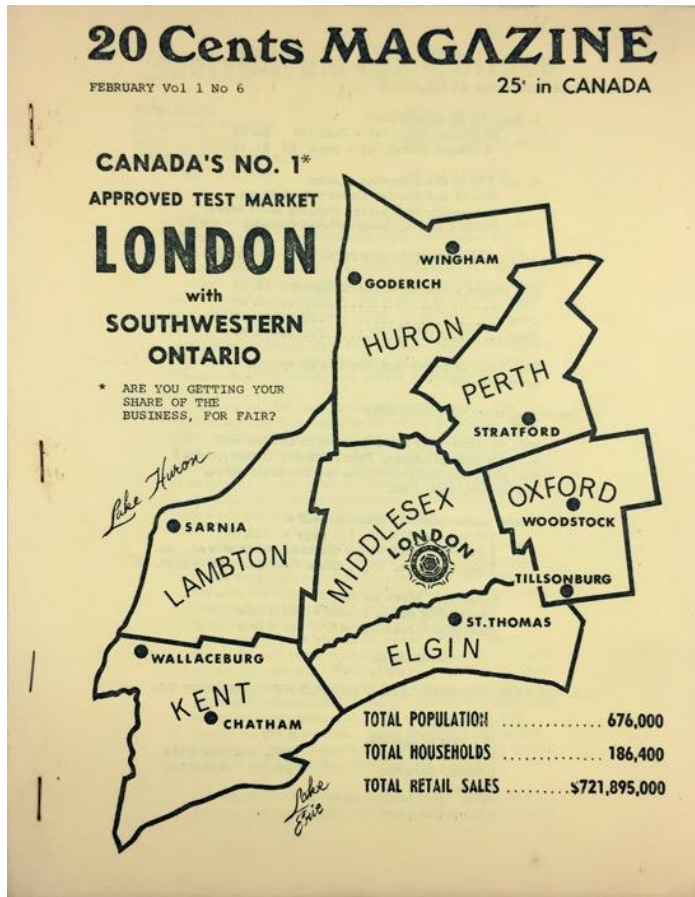 20 Cents MAGAZINE
FEBRUARY Vol 1 No 6
25¢ in CANADA
CANADA'S NO. 1*
APPROVED TEST MARKET
LONDON
with
SOUTHWESTERN
ONTARIO
* ARE YOU GETTING YOUR
SHARE OF THE
BUSINESS, FOR FAIR?
WINGHAM
GODERICH
HURON
PERTH
STRATFORD
Lake Huron
OXFORD
WOODSTOCK
SARNIA
LAMBTON
MIDDLESEX
LONDON
TILLSONBURG
ST.THOMAS
ELGIN
WALLACEBURG
KENT
CHATHAM
Lake
Erie
TOTAL POPULATION .............. 676,000
TOTAL HOUSEHOLDS .............. 186,400
TOTAL RETAIL SALES .........$721,895,000